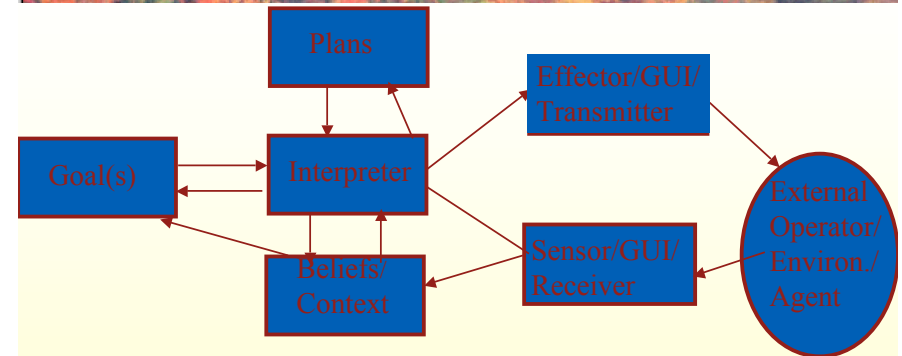 Plans
Effector/GUI/
Transmitter
Goal(s)
Interpreter
External
Operator/
Environ./
Agent
Sensor/GUI/
Receiver
Beliefs/
Context